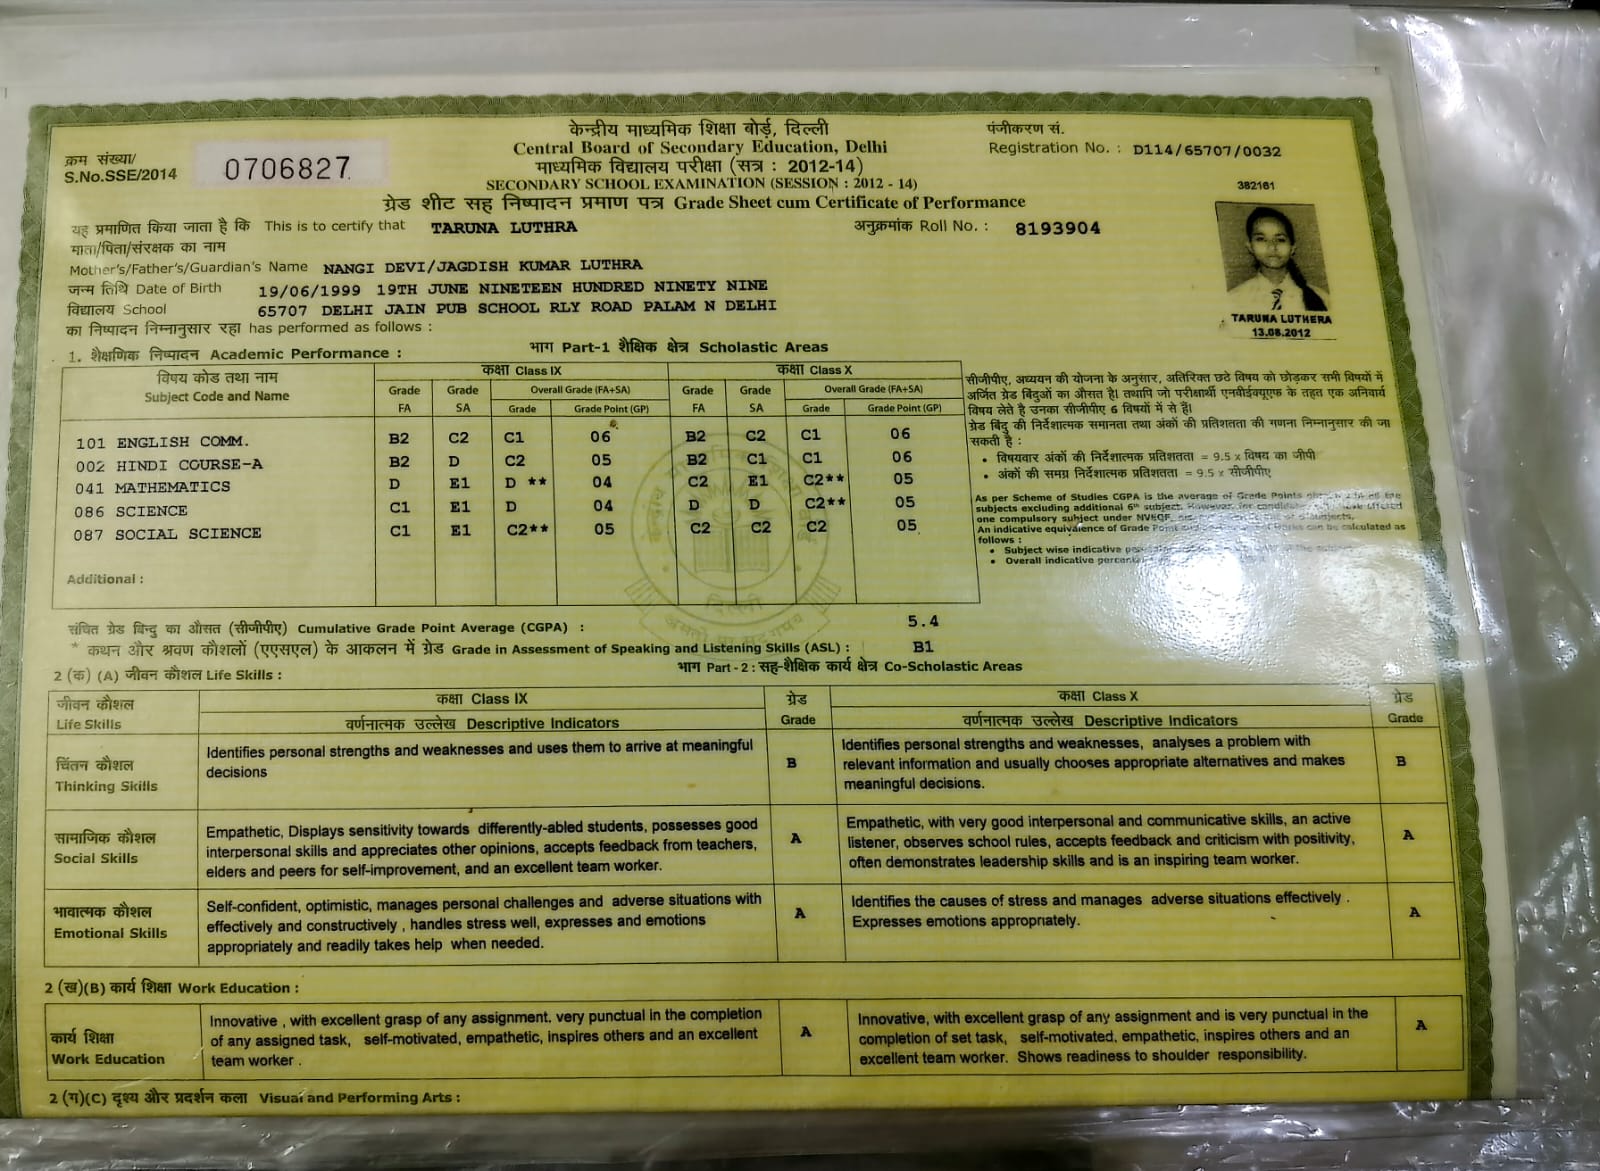 केन्द्रीय माध्यमिक शिक्षा बोर्ड, दिल्ली
Central Board of Secondary Education, Delhi
माध्यमिक विद्यालय परीक्षा (सत्र : 2012-14)
SECONDARY SCHOOL EXAMINATION (SESSION : 2012 - 14)
ग्रेड शीट सह निष्पादन प्रमाण पत्र Grade Sheet cum Certificate of Performance
क्रम संख्या/
S.No.SSE/2014 0706827
पंजीकरण सं.
Registration No. : D114/65707/0032
382161
यह प्रमाणित किया जाता है कि This is to certify that TARUNA LUTHRA अनुक्रमांक Roll No. : 8193904
माता/पिता/संरक्षक का नाम
Mother's/Father's/Guardian's Name NANGI DEVI/JAGDISH KUMAR LUTHRA
जन्म तिथि Date of Birth 19/06/1999 19TH JUNE NINETEEN HUNDRED NINETY NINE
विद्यालय School 65707 DELHI JAIN PUB SCHOOL RLY ROAD PALAM N DELHI
का निष्पादन निम्नानुसार रहा has performed as follows :
TARUNA LUTHERA
13.08.2012
1. शैक्षणिक निष्पादन Academic Performance : भाग Part-1 शैक्षिक क्षेत्र Scholastic Areas
विषय कोड तथा नाम
Subject Code and Name
कक्षा Class IX कक्षा Class X
Grade FA Grade SA Overall Grade (FA+SA) Grade FA Grade SA Overall Grade (FA+SA)
Grade Grade Point (GP) Grade Grade Point (GP)
101 ENGLISH COMM. B2 C2 C1 06 B2 C2 C1 06
002 HINDI COURSE-A B2 D C2 05 B2 C1 C1 06
041 MATHEMATICS D E1 D ** 04 C2 E1 C2** 05
086 SCIENCE C1 E1 D 04 D D C2** 05
087 SOCIAL SCIENCE C1 E1 C2** 05 C2 C2 C2 05
Additional :
सीजीपीए, अध्ययन की योजना के अनुसार, अतिरिक्त छठे विषय को छोड़कर सभी विषयों में
अर्जित ग्रेड बिंदुओं का औसत है। तथापि जो परीक्षार्थी एनवीईक्यूएफ के तहत एक अनिवार्य
विषय लेते है उनका सीजीपीए 6 विषयों में से हैं।
ग्रेड बिंदु की निर्देशात्मक समानता तथा अंकों की प्रतिशतता की गणना निम्नानुसार की जा
सकती है :
• विषयवार अंकों की निर्देशात्मक प्रतिशतता = 9.5 x विषय का जीपी
• अंकों की समग्र निर्देशात्मक प्रतिशतता = 9.5 x सीजीपीए
As per Scheme of Studies CGPA is the average of Grade Points
subjects excluding additional 6th subject. However, for
one compulsory subject under NVEQF,
An indicative equivalence of Grade Point can be calculated as
follows :
• Subject wise indicative
• Overall indicative
दिल्ली
संचित ग्रेड बिन्दु का औसत (सीजीपीए) Cumulative Grade Point Average (CGPA) : 5.4
* कथन और श्रवण कौशलों (एएसएल) के आकलन में ग्रेड Grade in Assessment of Speaking and Listening Skills (ASL) : B1
भाग Part - 2 : सह-शैक्षिक कार्य क्षेत्र Co-Scholastic Areas
2 (क) (A) जीवन कौशल Life Skills :
जीवन कौशल
Life Skills
कक्षा Class IX ग्रेड कक्षा Class X ग्रेड
वर्णनात्मक उल्लेख Descriptive Indicators Grade वर्णनात्मक उल्लेख Descriptive Indicators Grade
चिंतन कौशल
Thinking Skills
Identifies personal strengths and weaknesses and uses them to arrive at meaningful
decisions
B
Identifies personal strengths and weaknesses, analyses a problem with
relevant information and usually chooses appropriate alternatives and makes
meaningful decisions.
B
सामाजिक कौशल
Social Skills
Empathetic, Displays sensitivity towards differently-abled students, possesses good
interpersonal skills and appreciates other opinions, accepts feedback from teachers,
elders and peers for self-improvement, and an excellent team worker.
A
Empathetic, with very good interpersonal and communicative skills, an active
listener, observes school rules, accepts feedback and criticism with positivity,
often demonstrates leadership skills and is an inspiring team worker.
A
भावात्मक कौशल
Emotional Skills
Self-confident, optimistic, manages personal challenges and adverse situations with
effectively and constructively , handles stress well, expresses and emotions
appropriately and readily takes help when needed.
A
Identifies the causes of stress and manages adverse situations effectively .
Expresses emotions appropriately.
A
2 (ख)(B) कार्य शिक्षा Work Education :
कार्य शिक्षा
Work Education
Innovative , with excellent grasp of any assignment, very punctual in the completion
of any assigned task, self-motivated, empathetic, inspires others and an excellent
team worker .
A
Innovative, with excellent grasp of any assignment and is very punctual in the
completion of set task, self-motivated, empathetic, inspires others and an
excellent team worker. Shows readiness to shoulder responsibility.
A
2 (ग)(C) दृश्य और प्रदर्शन कला Visual and Performing Arts :